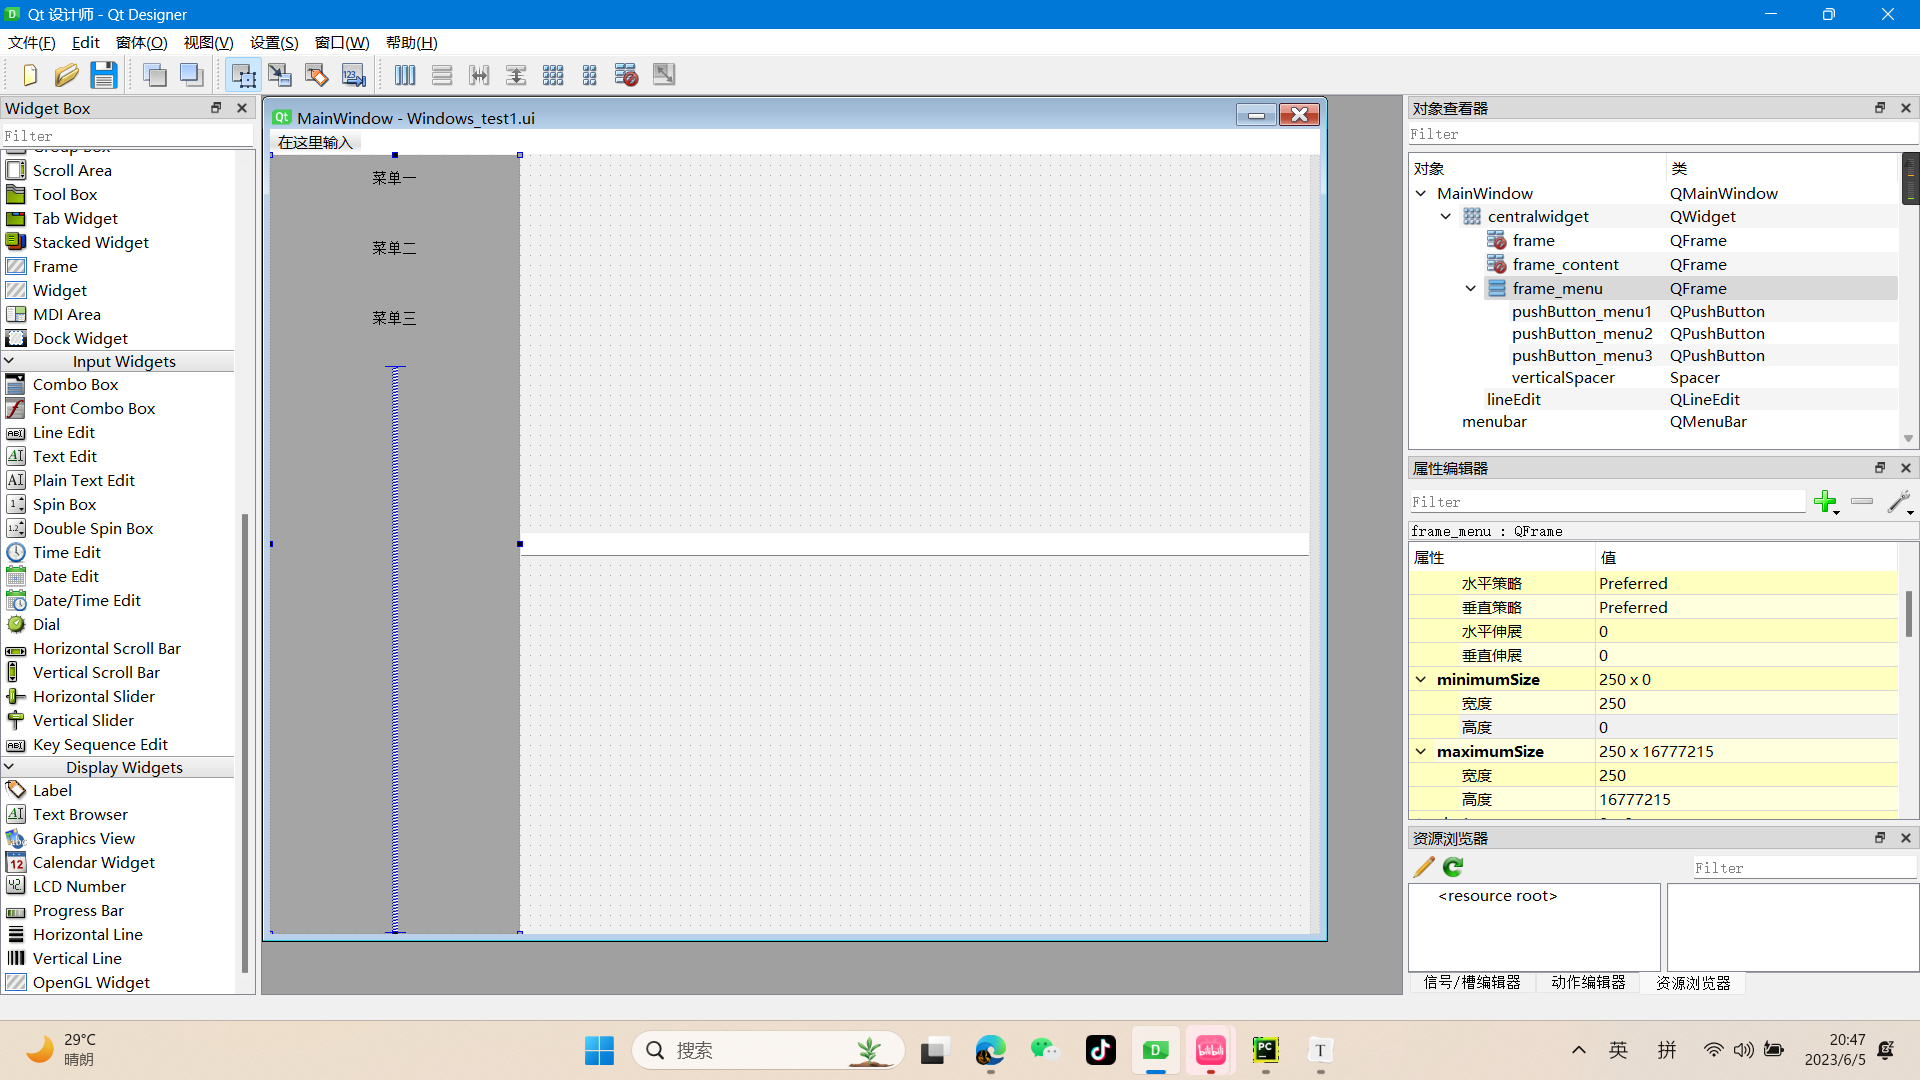 Qt 设计师 - Qt Designer
文件(F) Edit 窗体(O) 视图(V) 设置(S) 窗口(W) 帮助(H)
Widget Box
Filter
Group Box
Scroll Area
Tool Box
Tab Widget
Stacked Widget
Frame
Widget
MDI Area
Dock Widget
Input Widgets
Combo Box
Font Combo Box
Line Edit
Text Edit
Plain Text Edit
Spin Box
Double Spin Box
Time Edit
Date Edit
Date/Time Edit
Dial
Horizontal Scroll Bar
Vertical Scroll Bar
Horizontal Slider
Vertical Slider
Key Sequence Edit
Display Widgets
Label
Text Browser
Graphics View
Calendar Widget
LCD Number
Progress Bar
Horizontal Line
Vertical Line
OpenGL Widget
MainWindow - Windows_test1.ui
在这里输入
菜单一
菜单二
菜单三
对象查看器
Filter
对象 类
MainWindow QMainWindow
centralwidget QWidget
frame QFrame
frame_content QFrame
frame_menu QFrame
pushButton_menu1 QPushButton
pushButton_menu2 QPushButton
pushButton_menu3 QPushButton
verticalSpacer Spacer
lineEdit QLineEdit
menubar QMenuBar
属性编辑器
Filter
frame_menu : QFrame
属性 值
水平策略 Preferred
垂直策略 Preferred
水平伸展 0
垂直伸展 0
minimumSize 250 x 0
宽度 250
高度 0
maximumSize 250 x 16777215
宽度 250
高度 16777215
资源浏览器
Filter
<resource root>
信号/槽编辑器 动作编辑器 资源浏览器
29°C
晴朗
搜索
英 拼
20:47
2023/6/5